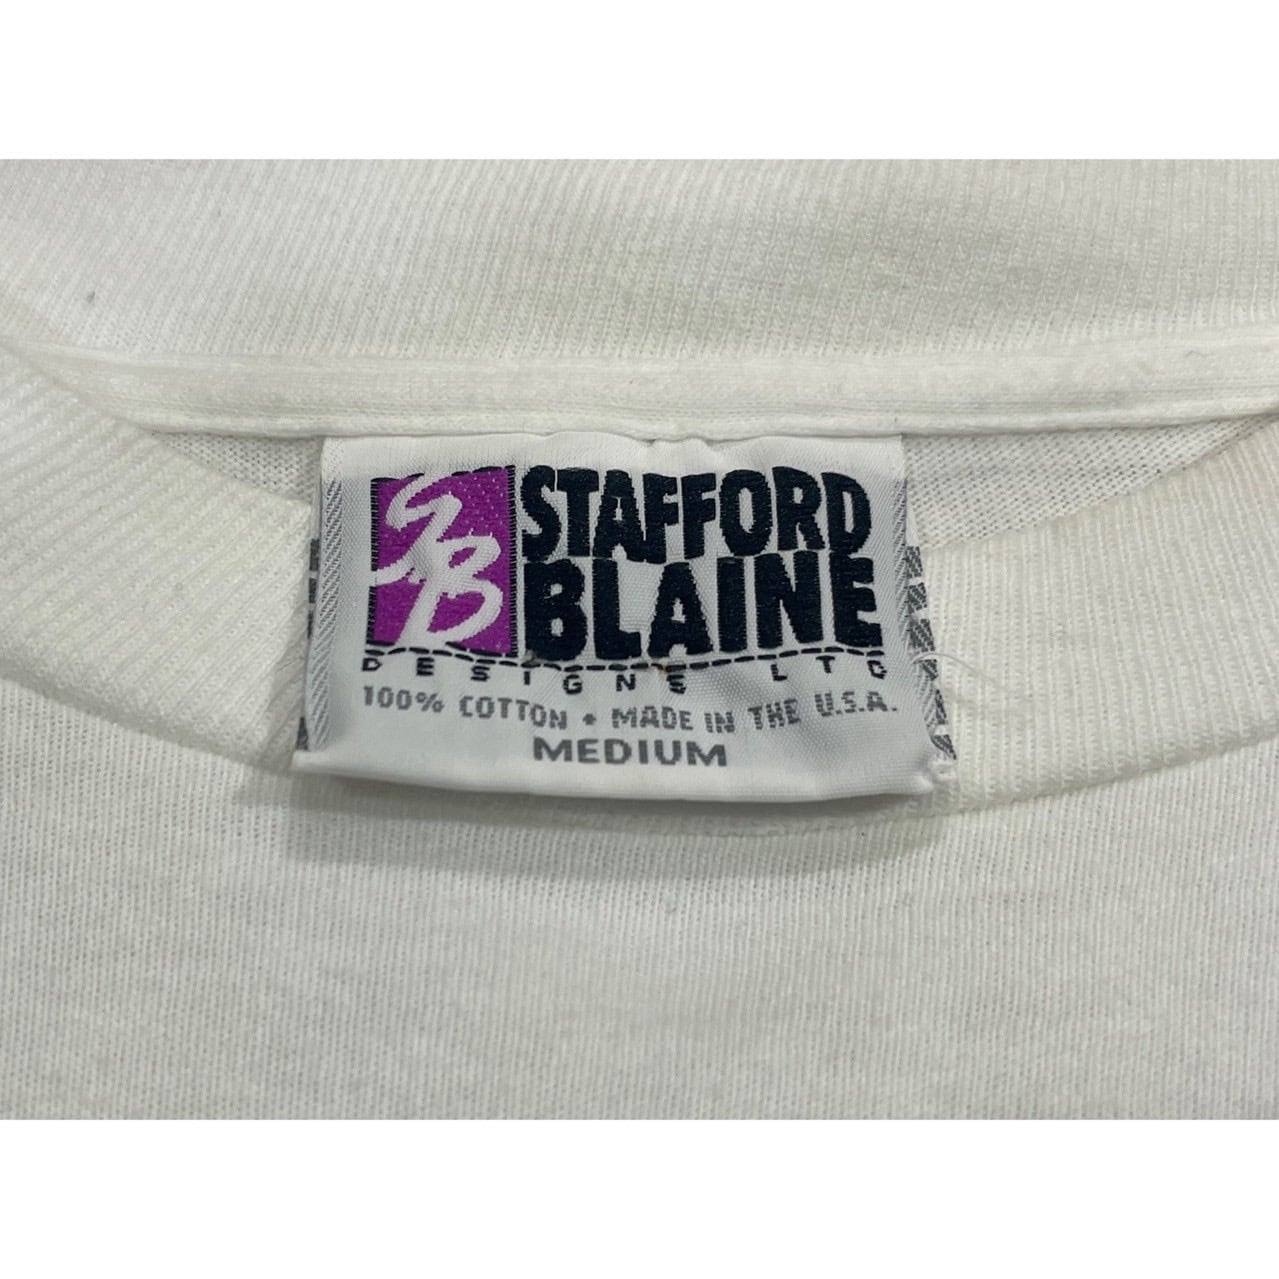 SB STAFFORD
BLAINE
DESIGNS LTD
100% COTTON • MADE IN THE U.S.A.
MEDIUM